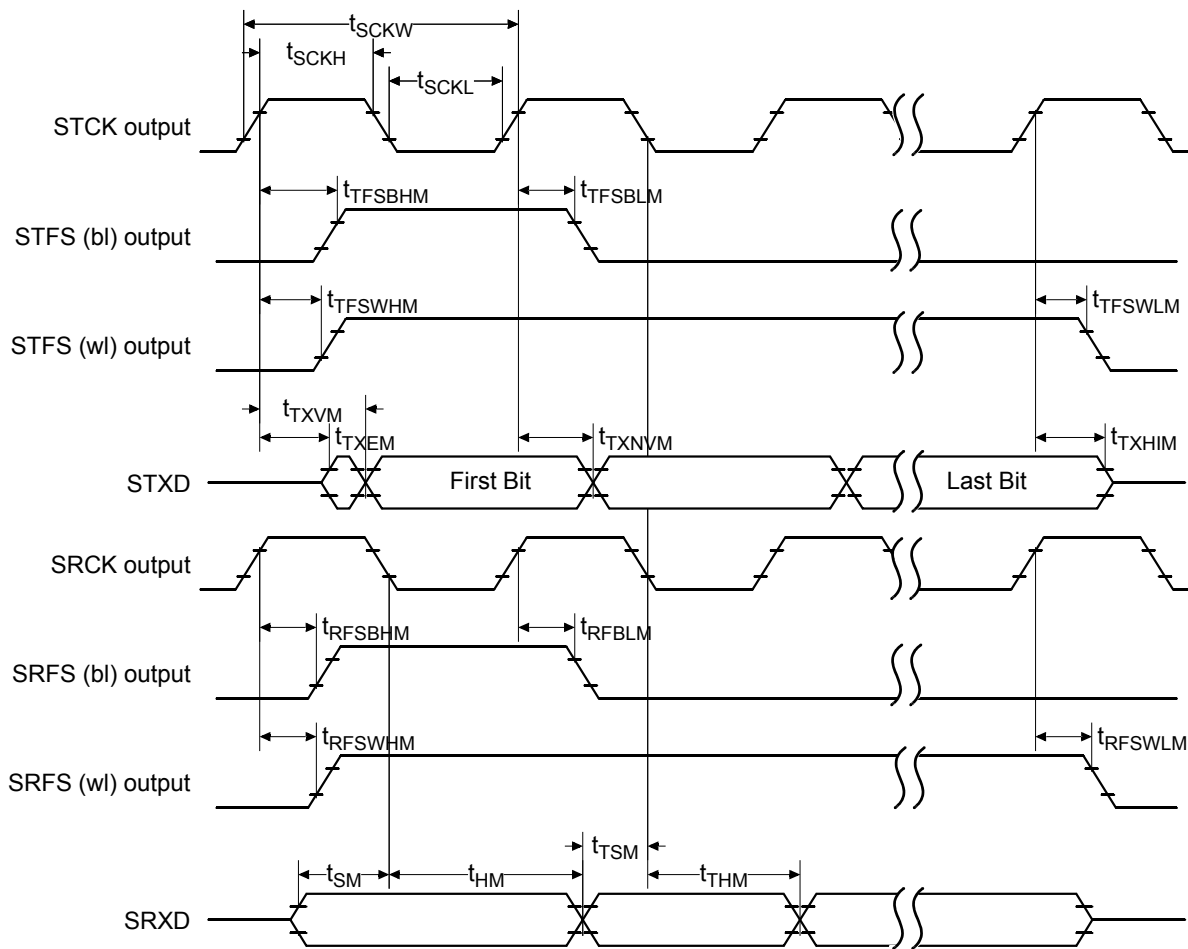 tSCKW
tSCKH
tSCKL
STCK output
tTFSBHM
tTFSBLM
STFS (bl) output
tTFSWHM
tTFSWLM
STFS (wl) output
tTXVM
tTXEM
tTXNVM
tTXHIM
STXD
First Bit
Last Bit
SRCK output
tRFSBHM
tRFBLM
SRFS (bl) output
tRFSWHM
tRFSWLM
SRFS (wl) output
tTSM
tSM
tHM
tTHM
SRXD